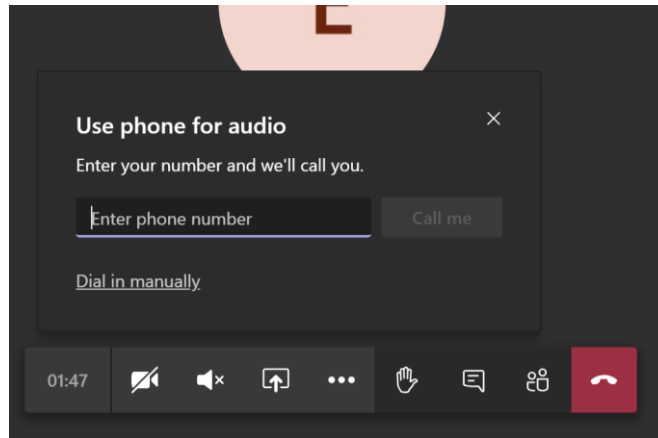 E
Use phone for audio
Enter your number and we'll call you.
Enter phone number
Call me
Dial in manually
01:47